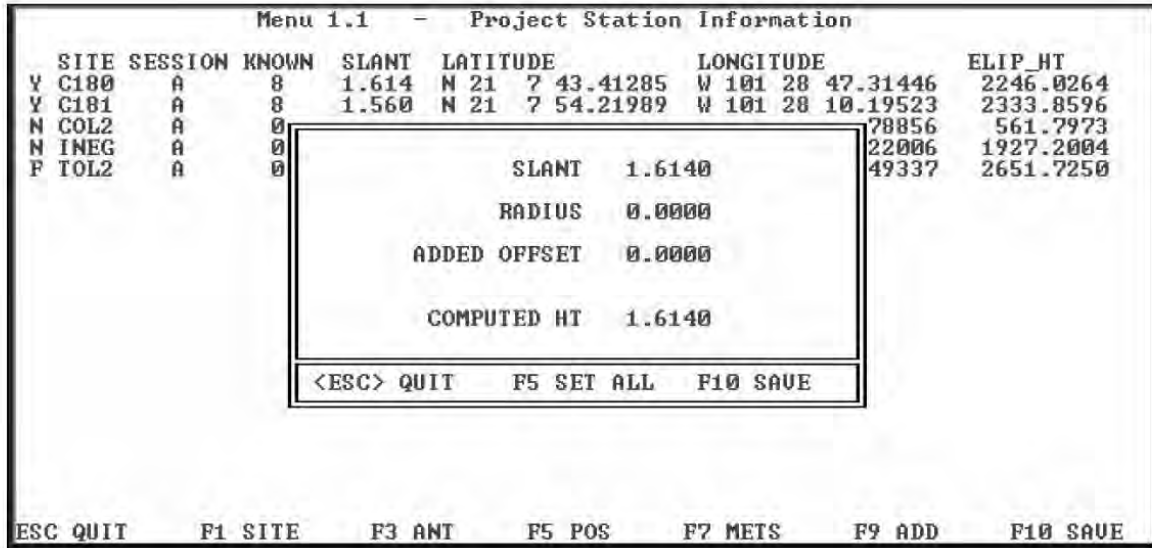 Menu 1.1 - Project Station Information
SITE SESSION KNOWN SLANT LATITUDE LONGITUDE ELIP_HT
Y C180 A 8 1.614 N 21 7 43.41285 W 101 28 47.31446 2246.0264
Y C181 A 8 1.560 N 21 7 54.21989 W 101 28 10.19523 2333.8596
N COL2 A 0 78856 561.7973
N INEG A 0 22006 1927.2004
F TOL2 A 0 49337 2651.7250
SLANT 1.6140
RADIUS 0.0000
ADDED OFFSET 0.0000
COMPUTED HT 1.6140
<ESC> QUIT F5 SET ALL F10 SAVE
ESC QUIT F1 SITE F3 ANT F5 POS F7 METS F9 ADD F10 SAVE